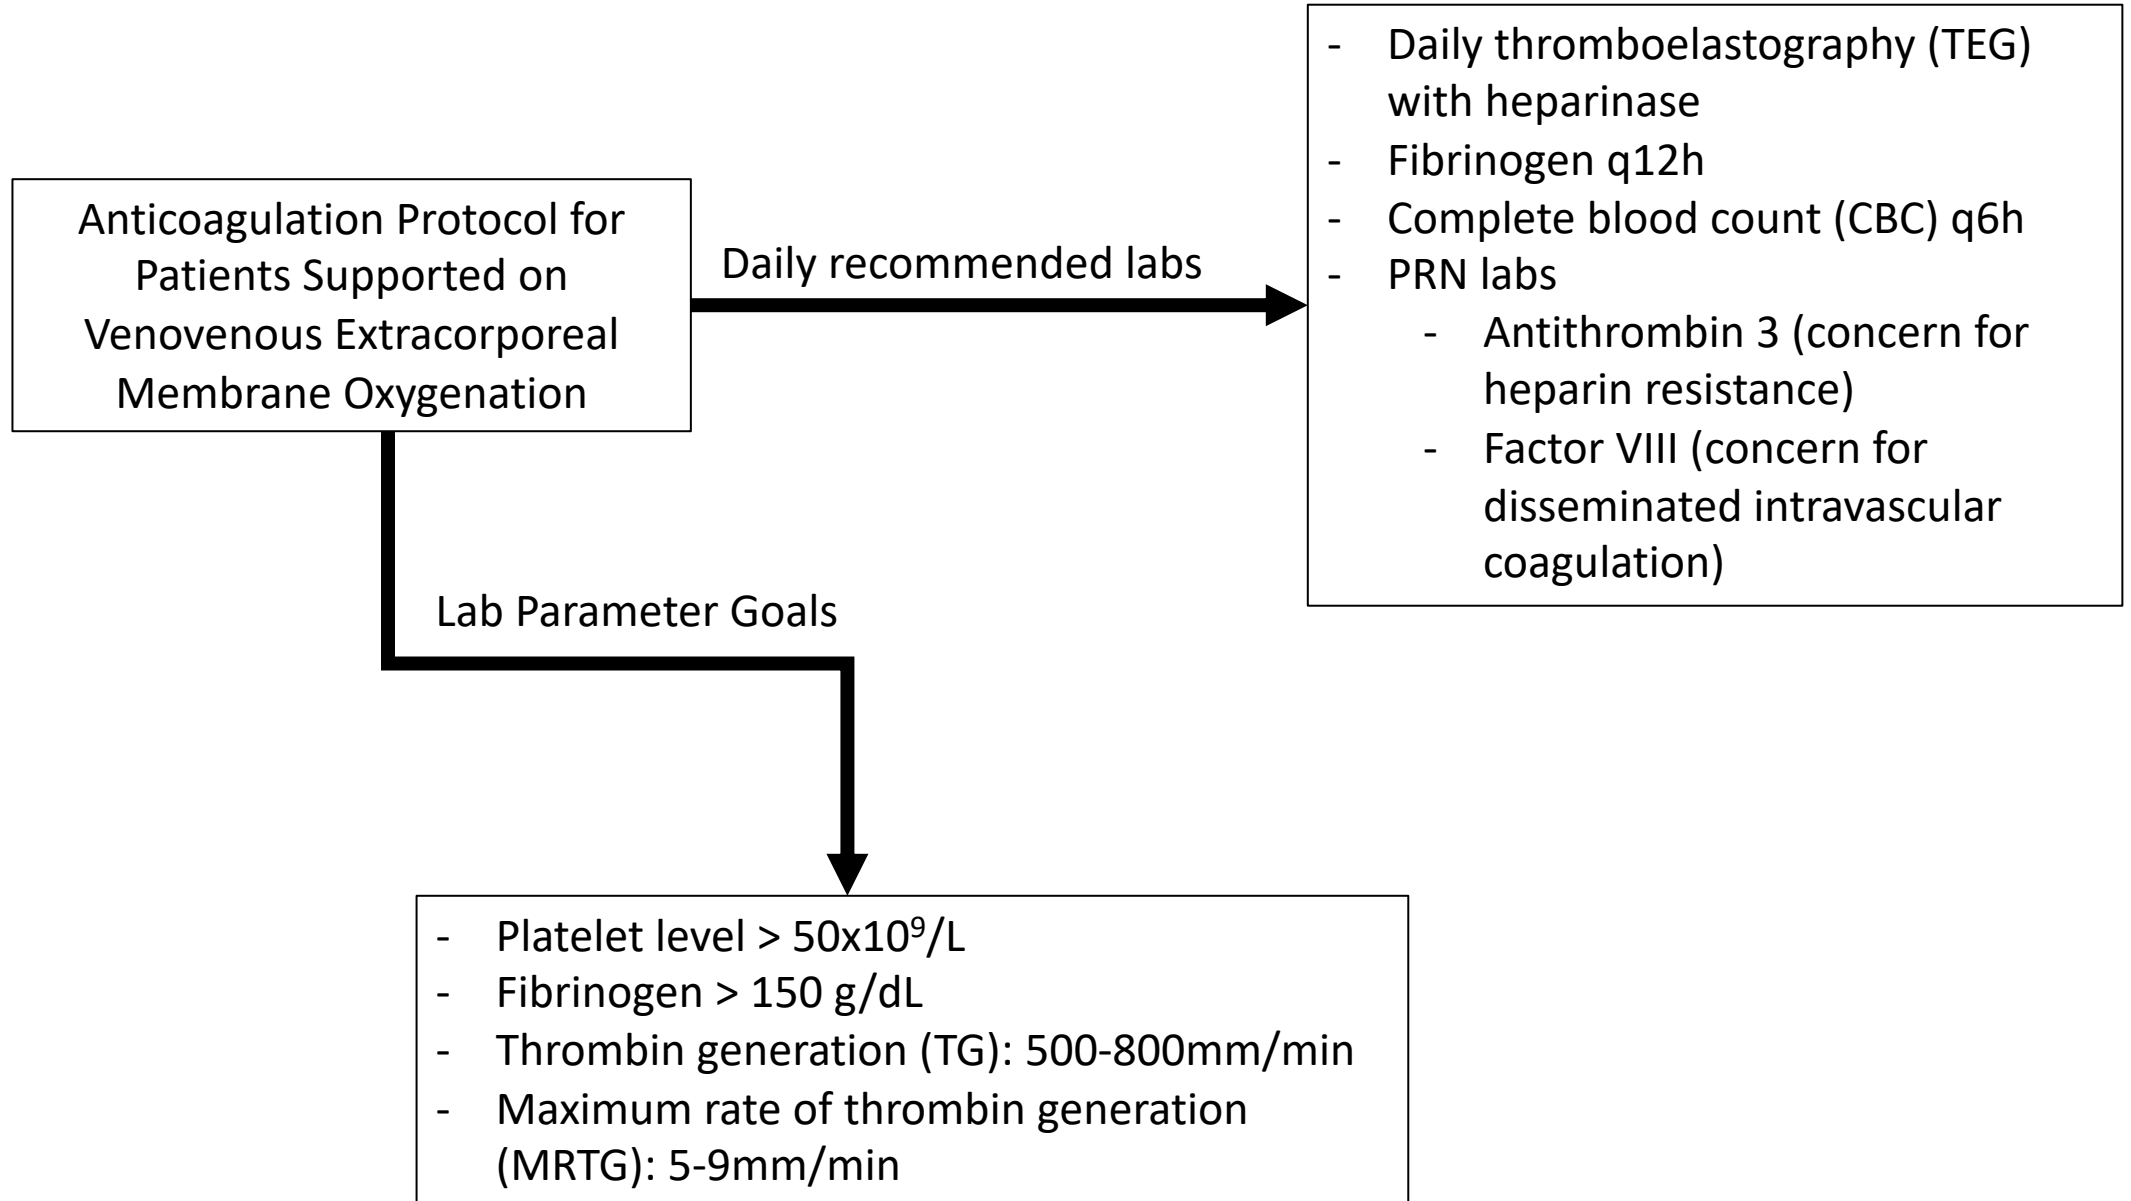 Anticoagulation Protocol for
Patients Supported on
Venovenous Extracorporeal
Membrane Oxygenation
Daily recommended labs
- Daily thromboelastography (TEG)
with heparinase
- Fibrinogen q12h
- Complete blood count (CBC) q6h
- PRN labs
- Antithrombin 3 (concern for
heparin resistance)
- Factor VIII (concern for
disseminated intravascular
coagulation)
Lab Parameter Goals
- Platelet level > 50x10⁹/L
- Fibrinogen > 150 g/dL
- Thrombin generation (TG): 500-800mm/min
- Maximum rate of thrombin generation
(MRTG): 5-9mm/min